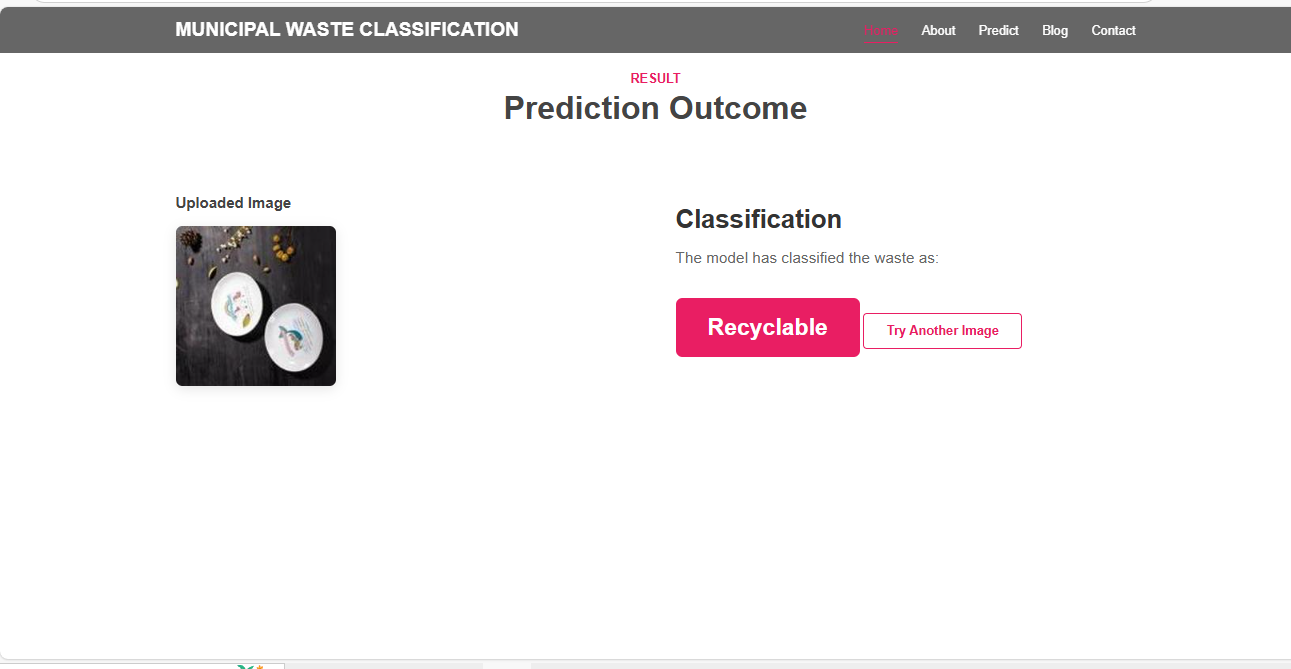 MUNICIPAL WASTE CLASSIFICATION
Home About Predict Blog Contact
RESULT
Prediction Outcome
Uploaded Image
Classification
The model has classified the waste as:
Recyclable
Try Another Image